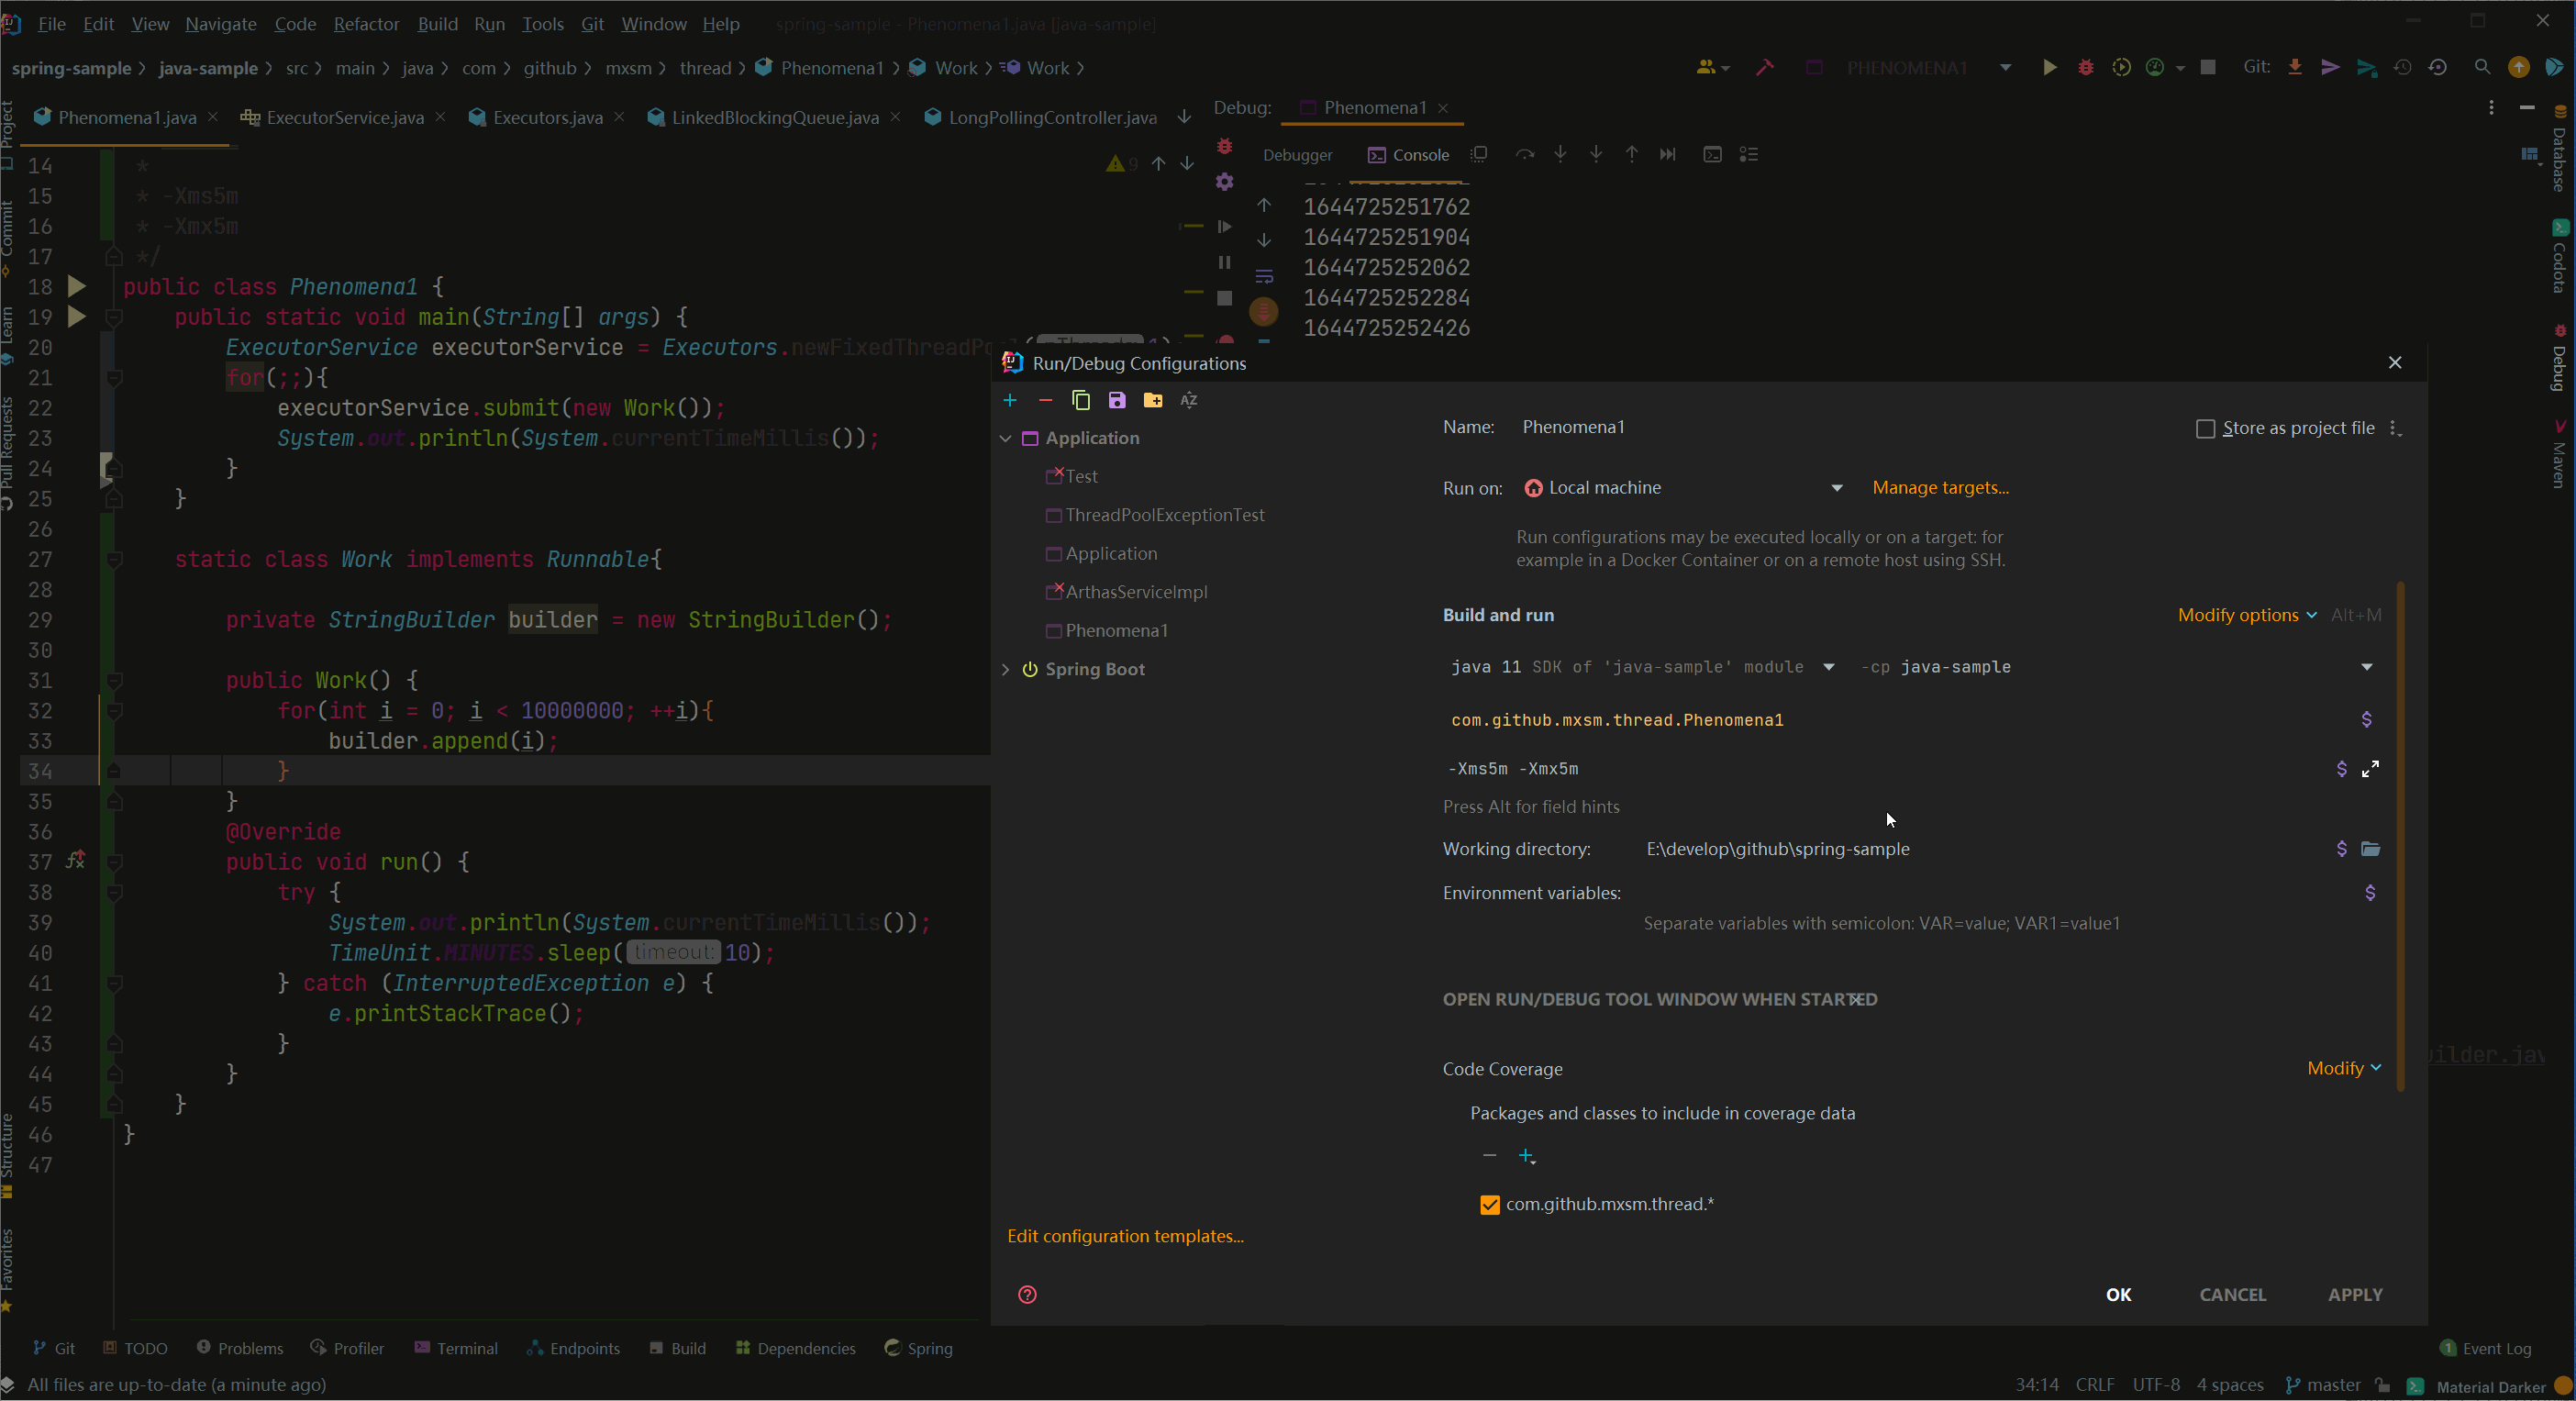 File Edit View Navigate Code Refactor Build Run Tools Git Window Help spring-sample - Phenomena1.java [java-sample]
spring-sample java-sample src main java com github mxsm thread Phenomena1 Work Work
PHENOMENA1 Git:
Phenomena1.java ExecutorService.java Executors.java LinkedBlockingQueue.java LongPollingController.java
Debug: Phenomena1
Debugger Console
9
14 *
15 * -Xms5m
16 * -Xmx5m
17 */
18 public class Phenomena1 {
19 public static void main(String[] args) {
20 ExecutorService executorService = Executors.newFixedThreadPo
21 for(;;){
22 executorService.submit(new Work());
23 System.out.println(System.currentTimeMillis());
24 }
25 }
26
27 static class Work implements Runnable{
28
29 private StringBuilder builder = new StringBuilder();
30
31 public Work() {
32 for(int i = 0; i < 10000000; ++i){
33 builder.append(i);
34 }
35 }
36 @Override
37 public void run() {
38 try {
39 System.out.println(System.currentTimeMillis());
40 TimeUnit.MINUTES.sleep( timeout: 10);
41 } catch (InterruptedException e) {
42 e.printStackTrace();
43 }
44 }
45 }
46 }
47
1644725251762
1644725251904
1644725252062
1644725252284
1644725252426
Run/Debug Configurations
Application
Test
ThreadPoolExceptionTest
Application
ArthasServiceImpl
Phenomena1
Spring Boot
Edit configuration templates...
Name: Phenomena1
Store as project file
Run on: Local machine Manage targets...
Run configurations may be executed locally or on a target: for
example in a Docker Container or on a remote host using SSH.
Build and run Modify options Alt+M
java 11 SDK of 'java-sample' module -cp java-sample
com.github.mxsm.thread.Phenomena1
-Xms5m -Xmx5m
Press Alt for field hints
Working directory: E:\develop\github\spring-sample
Environment variables:
Separate variables with semicolon: VAR=value; VAR1=value1
OPEN RUN/DEBUG TOOL WINDOW WHEN STARTED
Code Coverage Modify
Packages and classes to include in coverage data
com.github.mxsm.thread.*
OK CANCEL APPLY
Project
Commit
Learn
Pull Requests
Structure
Favorites
Database
Codota
Debug
Maven
uilder.jav
Git TODO Problems Profiler Terminal Endpoints Build Dependencies Spring
1 Event Log
All files are up-to-date (a minute ago)
34:14 CRLF UTF-8 4 spaces master Material Darker